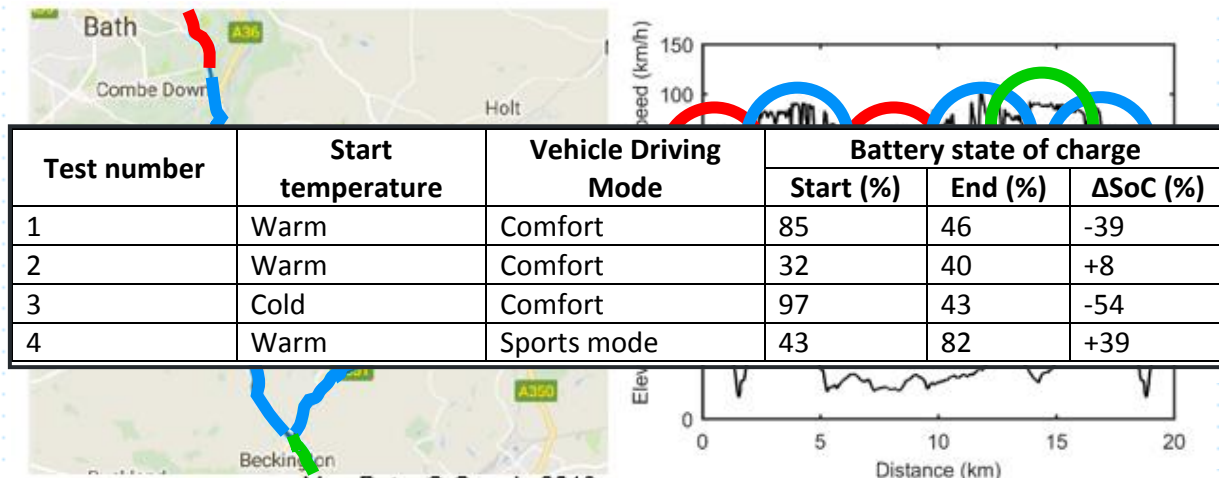 Bath
A36
Combe Down
Holt
150
100
Test number
Start temperature
Vehicle Driving Mode
Battery state of charge
Start (%)
End (%)
ΔSoC (%)
1 Warm Comfort 85 46 -39
2 Warm Comfort 32 40 +8
3 Cold Comfort 97 43 -54
4 Warm Sports mode 43 82 +39
A350
Beckington
0
0 5 10 15 20
Distance (km)
(km/h)